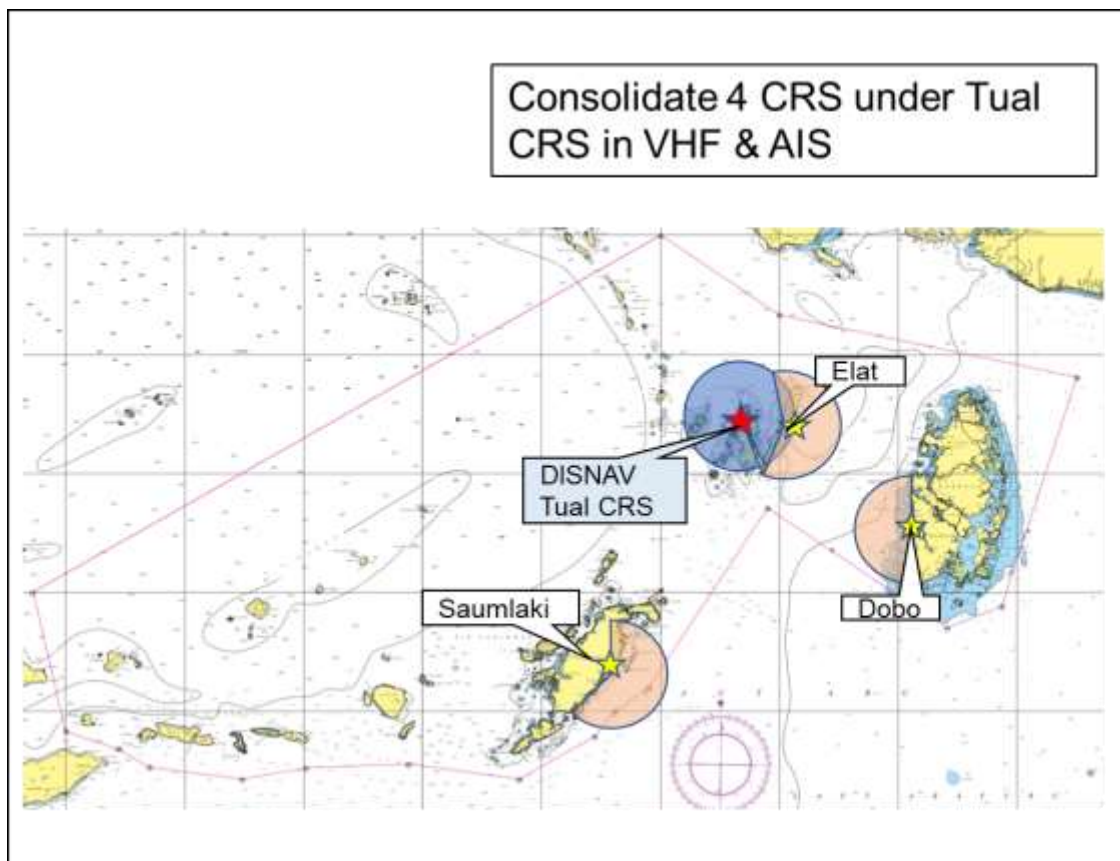 Consolidate 4 CRS under Tual
CRS in VHF & AIS
Elat
DISNAV
Tual CRS
Saumlaki
Dobo